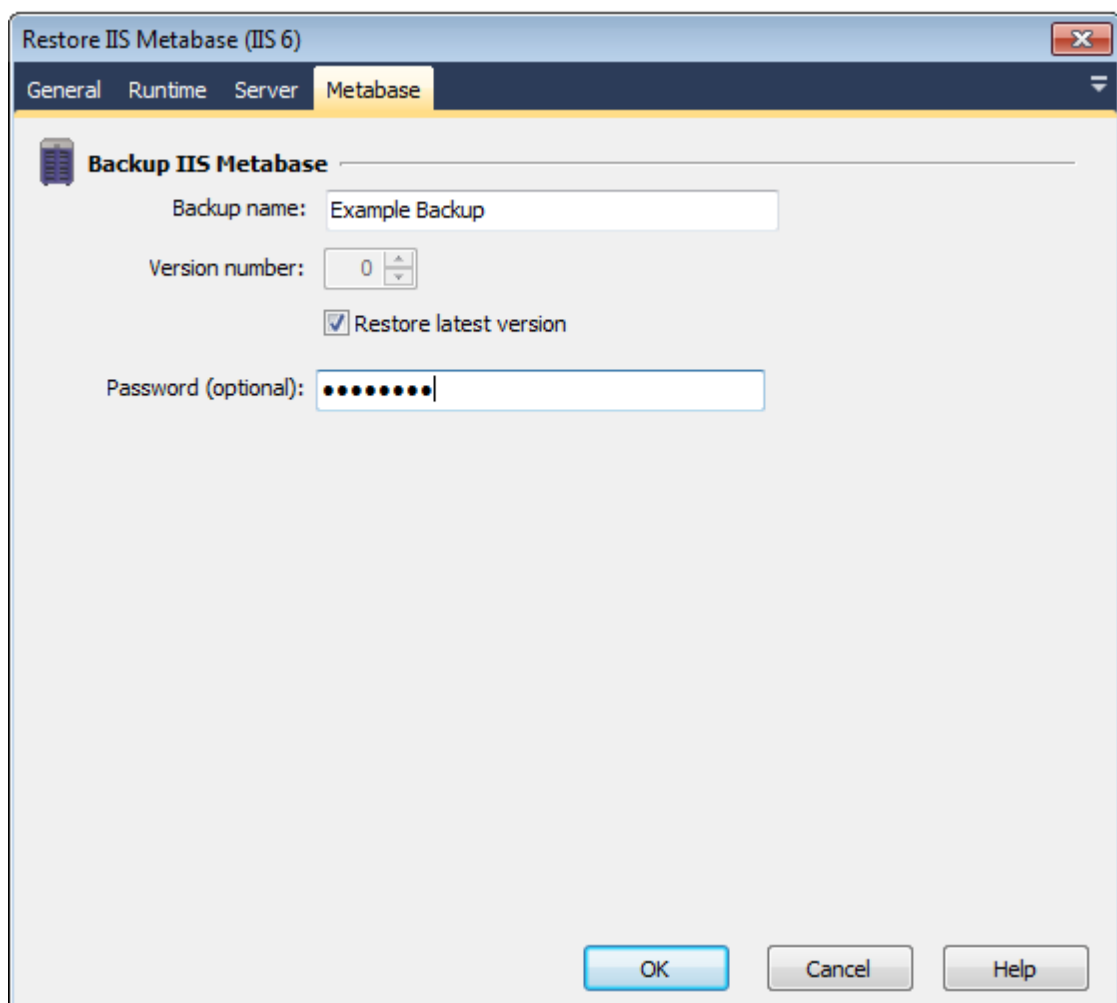 Restore IIS Metabase (IIS 6)
General Runtime Server Metabase
Backup IIS Metabase
Backup name: Example Backup
Version number: 0
Restore latest version
Password (optional): ●●●●●●●●
OK Cancel Help